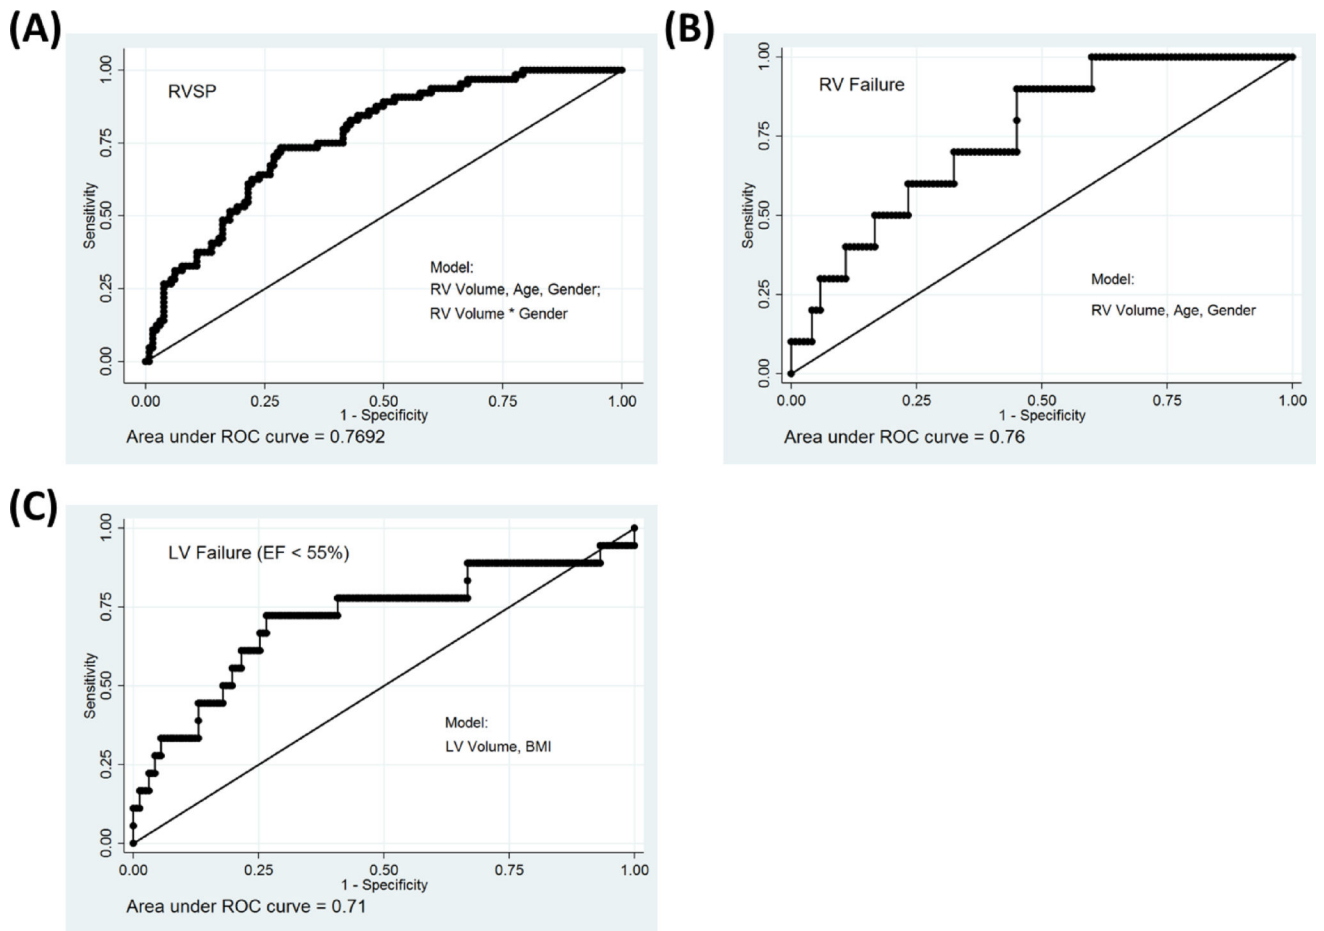 (A)
RVSP
Sensitivity
1.00
0.75
0.50
0.25
0.00
Model:
RV Volume, Age, Gender;
RV Volume * Gender
0.00 0.25 0.50 0.75 1.00
1 - Specificity
Area under ROC curve = 0.7692
(B)
RV Failure
Sensitivity
1.00
0.75
0.50
0.25
0.00
Model:
RV Volume, Age, Gender
0.00 0.25 0.50 0.75 1.00
1 - Specificity
Area under ROC curve = 0.76
(C)
LV Failure (EF < 55%)
Sensitivity
1.00
0.75
0.50
0.25
0.00
Model:
LV Volume, BMI
0.00 0.25 0.50 0.75 1.00
1 - Specificity
Area under ROC curve = 0.71